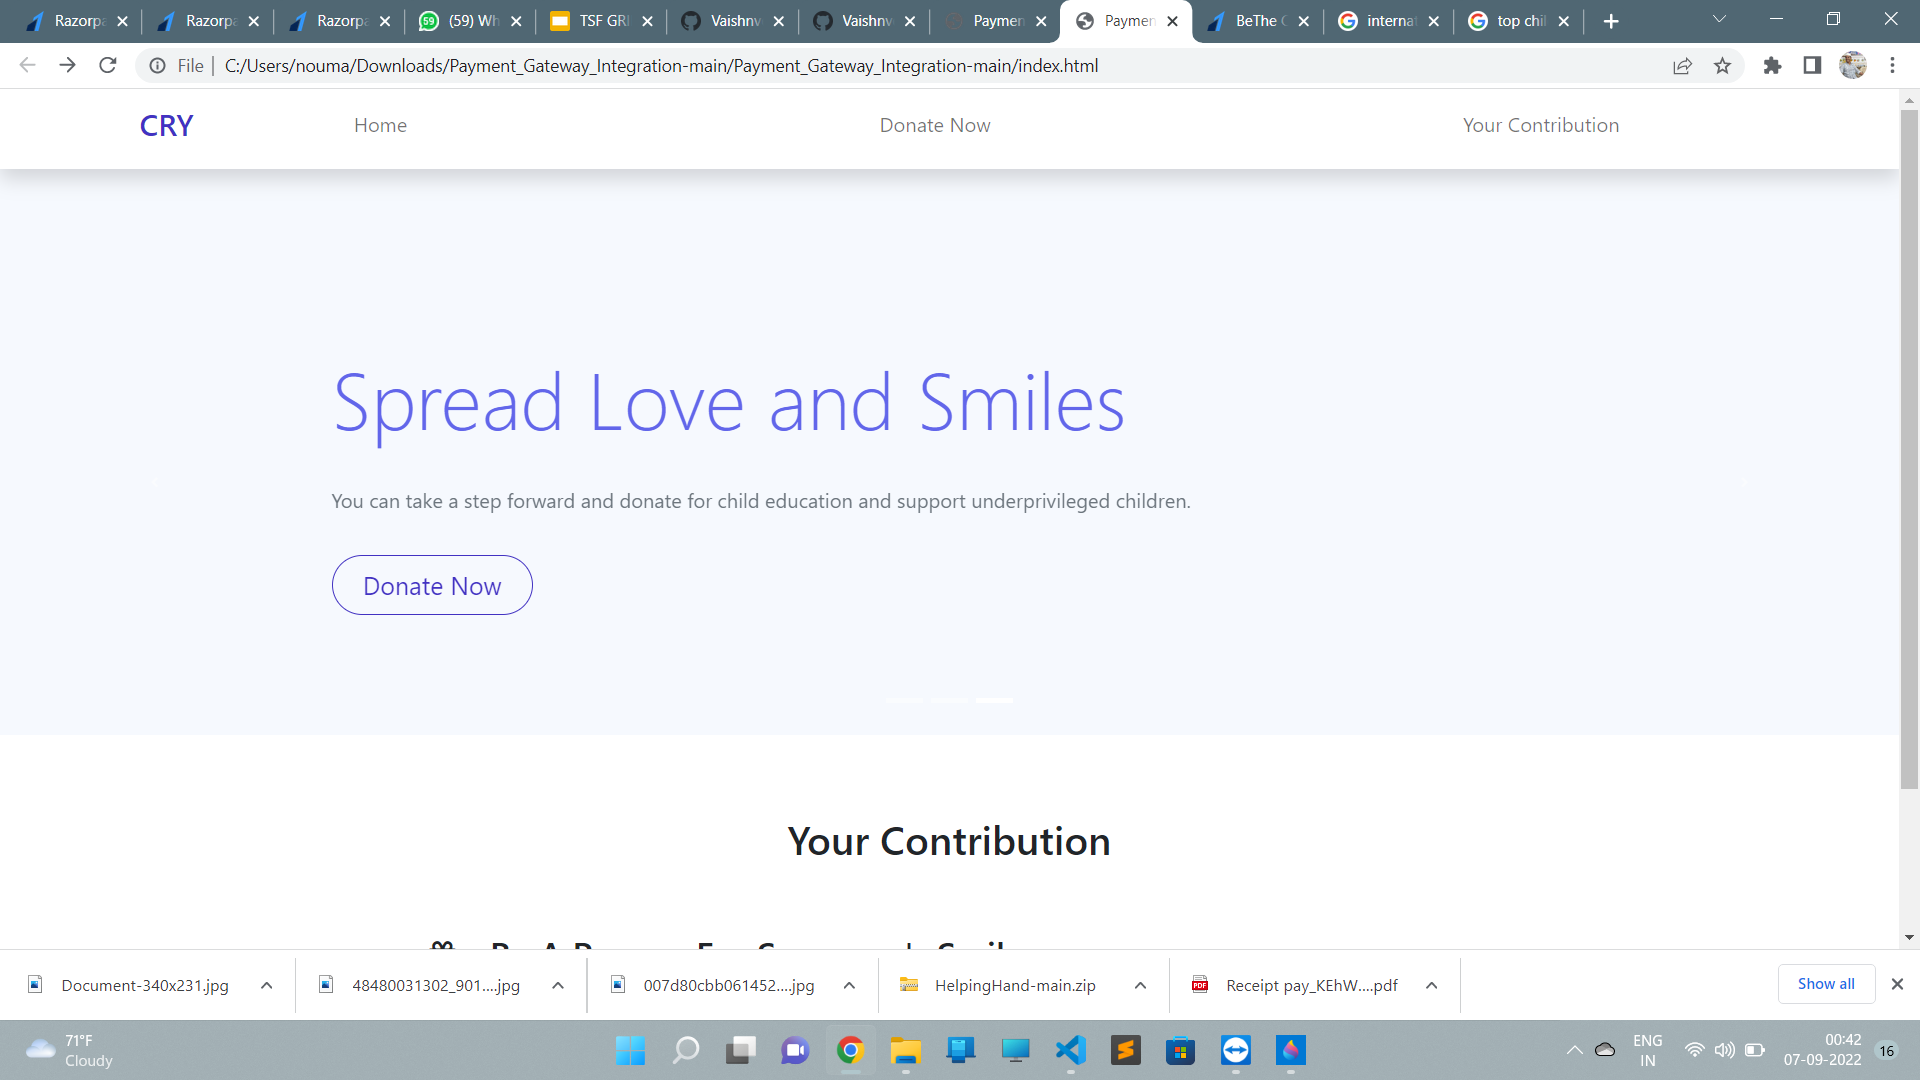 Razorpa
Razorpa
Razorpa
(59) Wh
TSF GRI
Vaishnv
Vaishnv
Paymen
Paymen
BeThe C
internat
top chil
File
C:/Users/nouma/Downloads/Payment_Gateway_Integration-main/Payment_Gateway_Integration-main/index.html
CRY
Home
Donate Now
Your Contribution
Spread Love and Smiles
You can take a step forward and donate for child education and support underprivileged children.
Donate Now
Your Contribution
Document-340x231.jpg
48480031302_901....jpg
007d80cbb061452....jpg
HelpingHand-main.zip
Receipt pay_KEhW....pdf
Show all
71°F
Cloudy
ENG
IN
00:42
07-09-2022
16